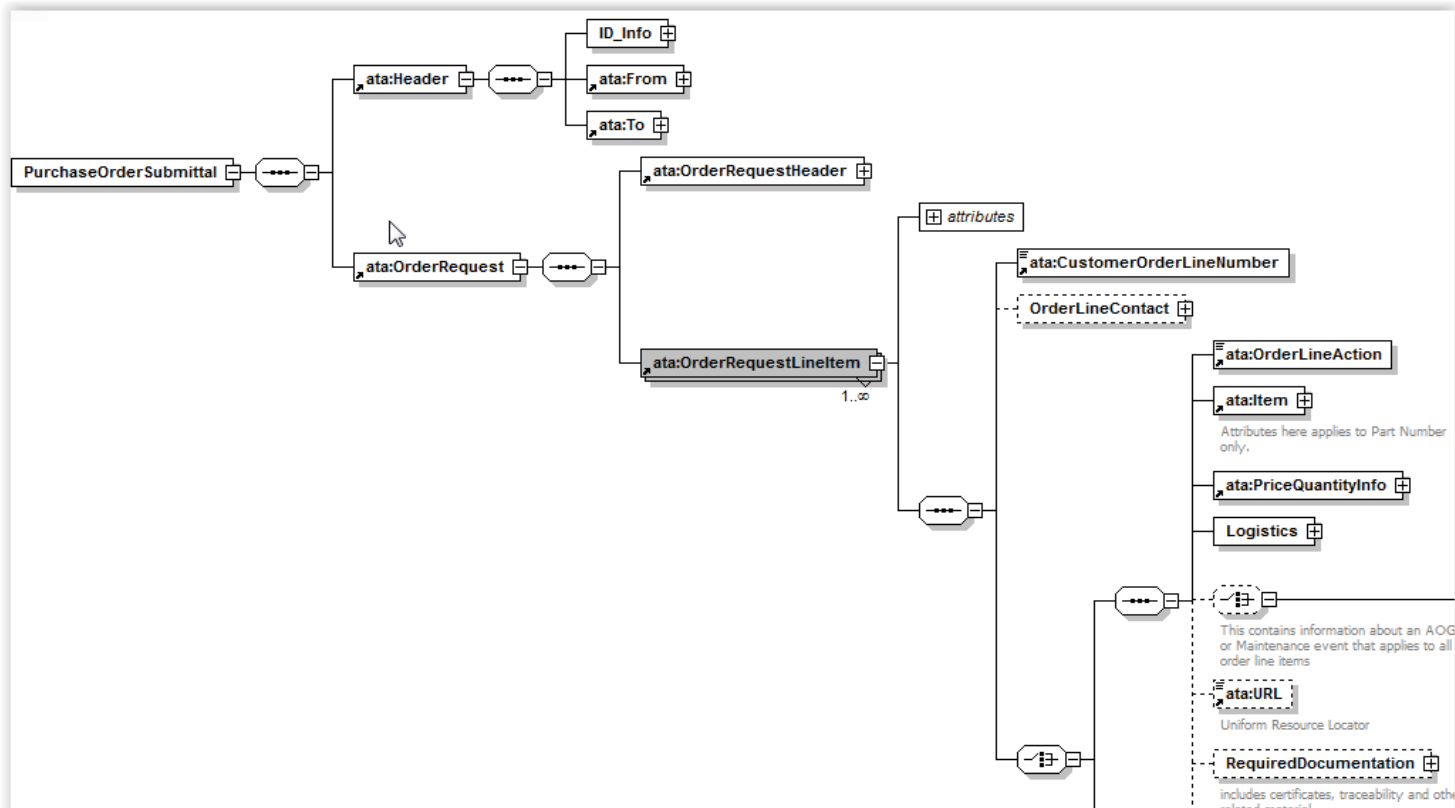 ID_Info
ata:Header
ata:From
ata:To
PurchaseOrderSubmittal
ata:OrderRequestHeader
attributes
ata:OrderRequest
ata:CustomerOrderLineNumber
OrderLineContact
ata:OrderRequestLineItem
1..∞
ata:OrderLineAction
ata:Item
Attributes here applies to Part Number
only.
ata:PriceQuantityInfo
Logistics
This contains information about an AOG
or Maintenance event that applies to all
order line items
ata:URL
Uniform Resource Locator
RequiredDocumentation
includes certificates, traceability and othe
related material